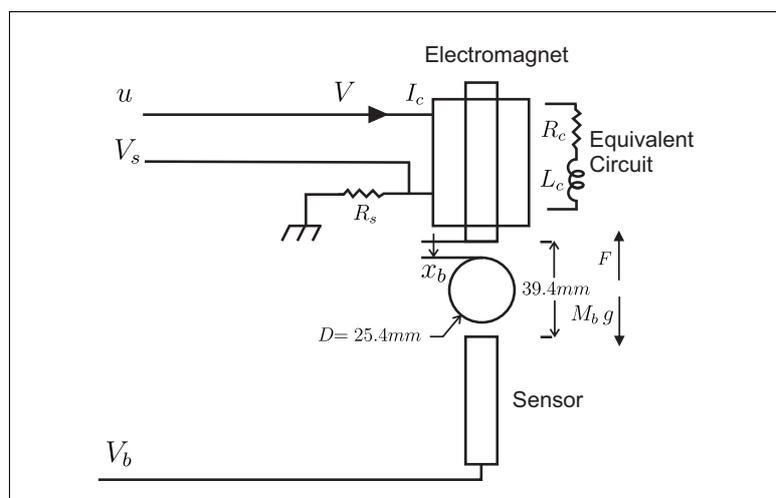 Electromagnet
u
V
I_c
R_c
Equivalent
Circuit
V_s
L_c
R_s
x_b
F
39.4mm
M_b g
D= 25.4mm
Sensor
V_b